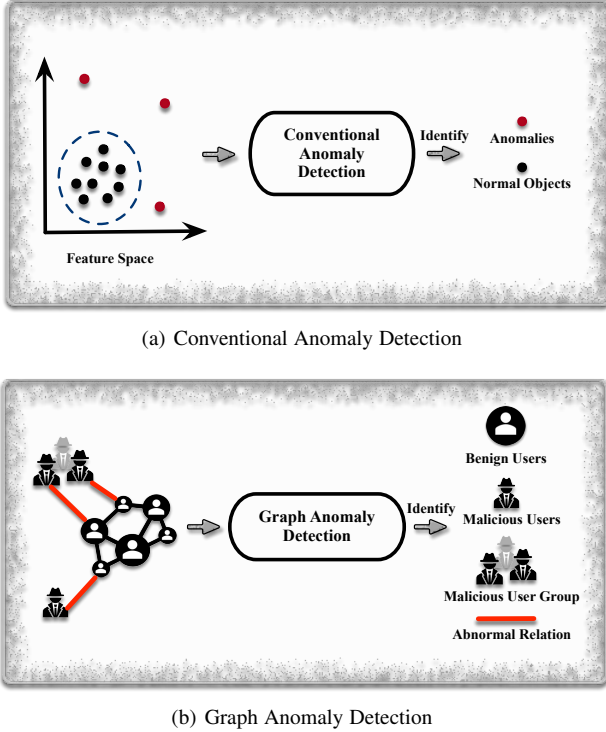 Conventional
Anomaly
Detection
Identify
Anomalies
Normal Objects
Feature Space
(a) Conventional Anomaly Detection
Benign Users
Graph Anomaly
Detection
Identify
Malicious Users
Malicious User Group
Abnormal Relation
(b) Graph Anomaly Detection